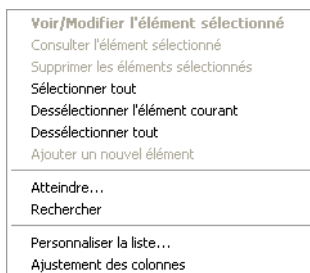 Voir/Modifier l'élément sélectionné
Consulter l'élément sélectionné
Supprimer les éléments sélectionnés
Sélectionner tout
Dessélectionner l'élément courant
Dessélectionner tout
Ajouter un nouvel élément
Atteindre...
Rechercher
Personnaliser la liste...
Ajustement des colonnes